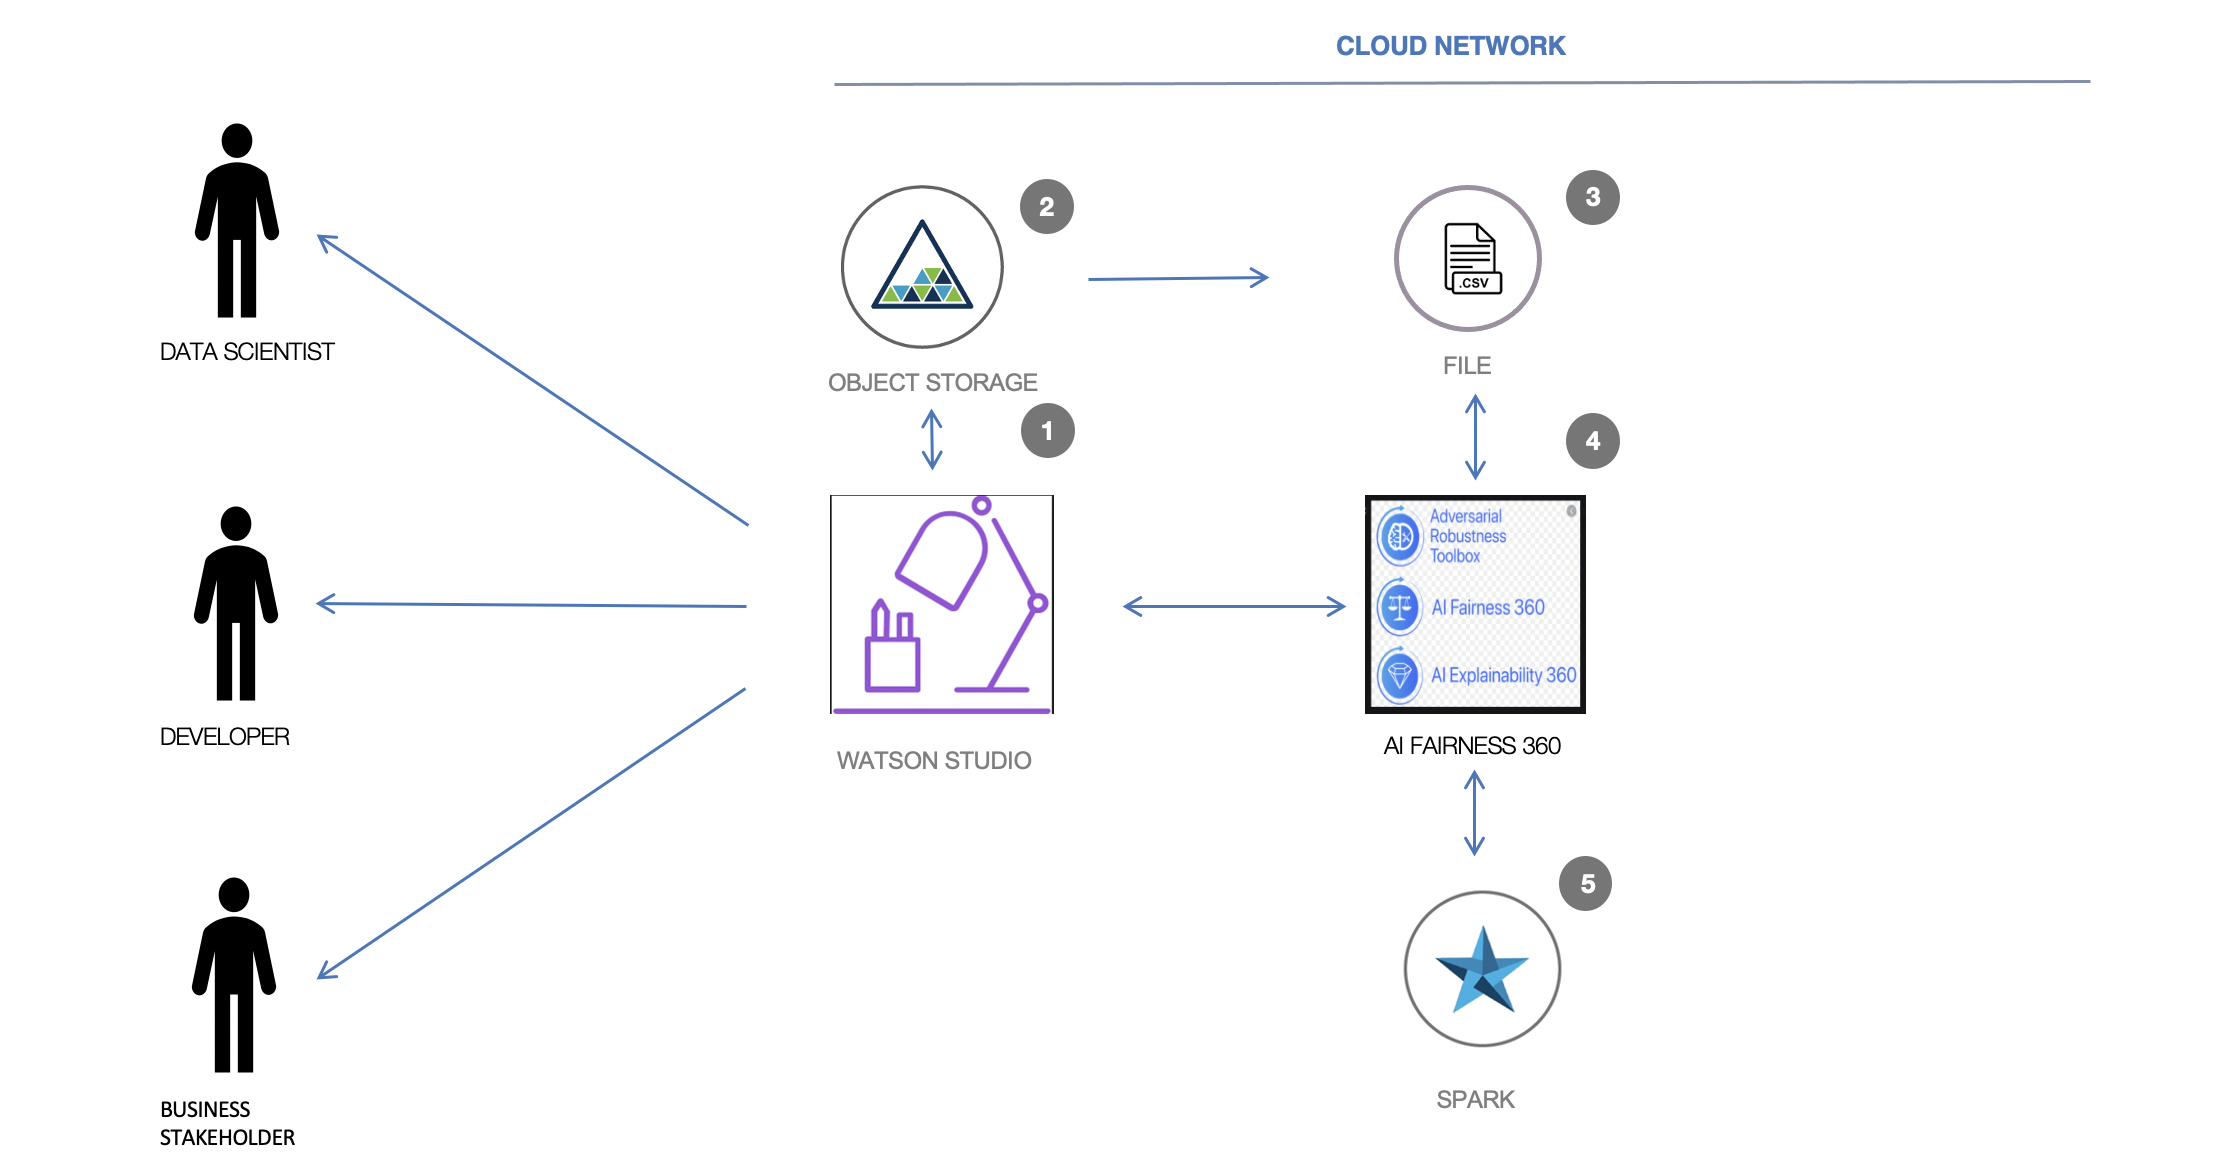 CLOUD NETWORK
DATA SCIENTIST
DEVELOPER
BUSINESS
STAKEHOLDER
2
OBJECT STORAGE
3
.CSV
FILE
1
WATSON STUDIO
4
Adversarial
Robustness
Toolbox
AI Fairness 360
AI Explainability 360
AI FAIRNESS 360
5
SPARK